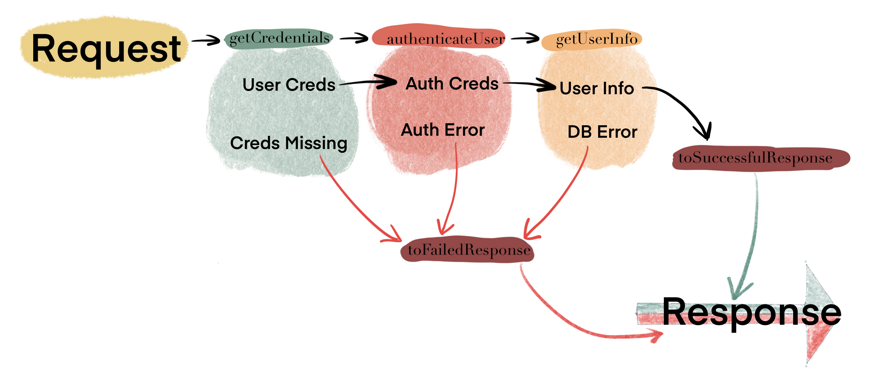 Request
getCredentials
authenticateUser
getUserInfo
User Creds
Auth Creds
User Info
Creds Missing
Auth Error
DB Error
toSuccessfulResponse
toFailedResponse
Response